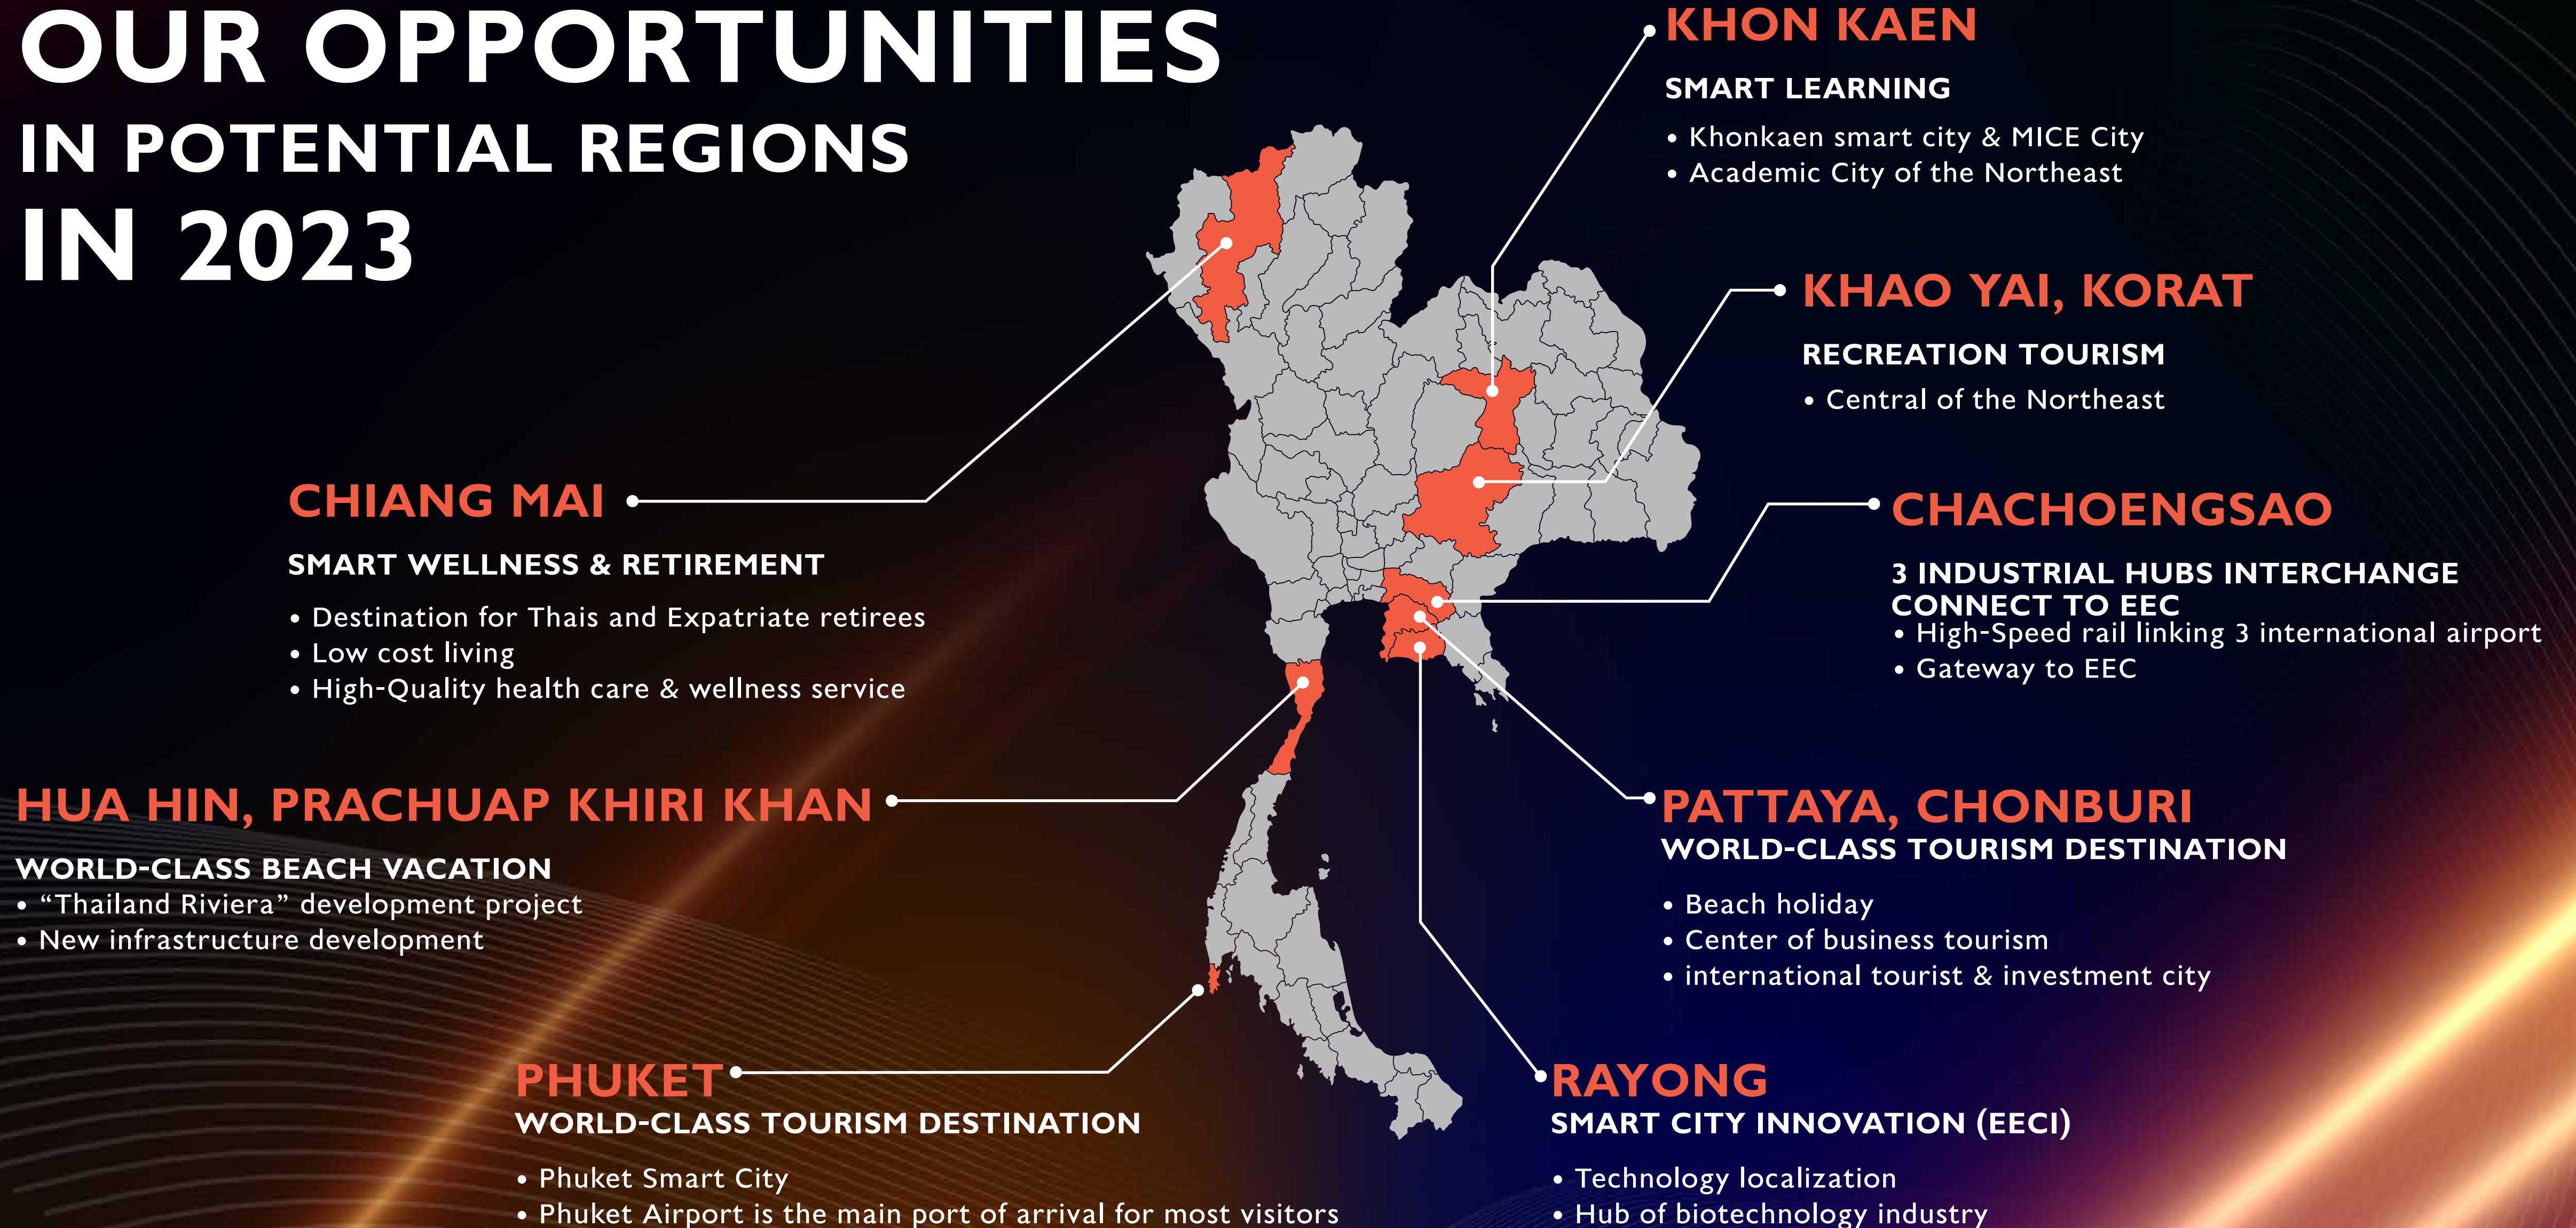 OUR OPPORTUNITIES
IN POTENTIAL REGIONS
IN 2023
KHON KAEN
SMART LEARNING
• Khonkaen smart city & MICE City
• Academic City of the Northeast
KHAO YAI, KORAT
RECREATION TOURISM
• Central of the Northeast
CHIANG MAI
SMART WELLNESS & RETIREMENT
• Destination for Thais and Expatriate retirees
• Low cost living
• High-Quality health care & wellness service
CHACHOENGSAO
3 INDUSTRIAL HUBS INTERCHANGE
CONNECT TO EEC
• High-Speed rail linking 3 international airport
• Gateway to EEC
HUA HIN, PRACHUAP KHIRI KHAN
WORLD-CLASS BEACH VACATION
• “Thailand Riviera” development project
• New infrastructure development
PATTAYA, CHONBURI
WORLD-CLASS TOURISM DESTINATION
• Beach holiday
• Center of business tourism
• international tourist & investment city
PHUKET
WORLD-CLASS TOURISM DESTINATION
• Phuket Smart City
• Phuket Airport is the main port of arrival for most visitors
RAYONG
SMART CITY INNOVATION (EECI)
• Technology localization
• Hub of biotechnology industry